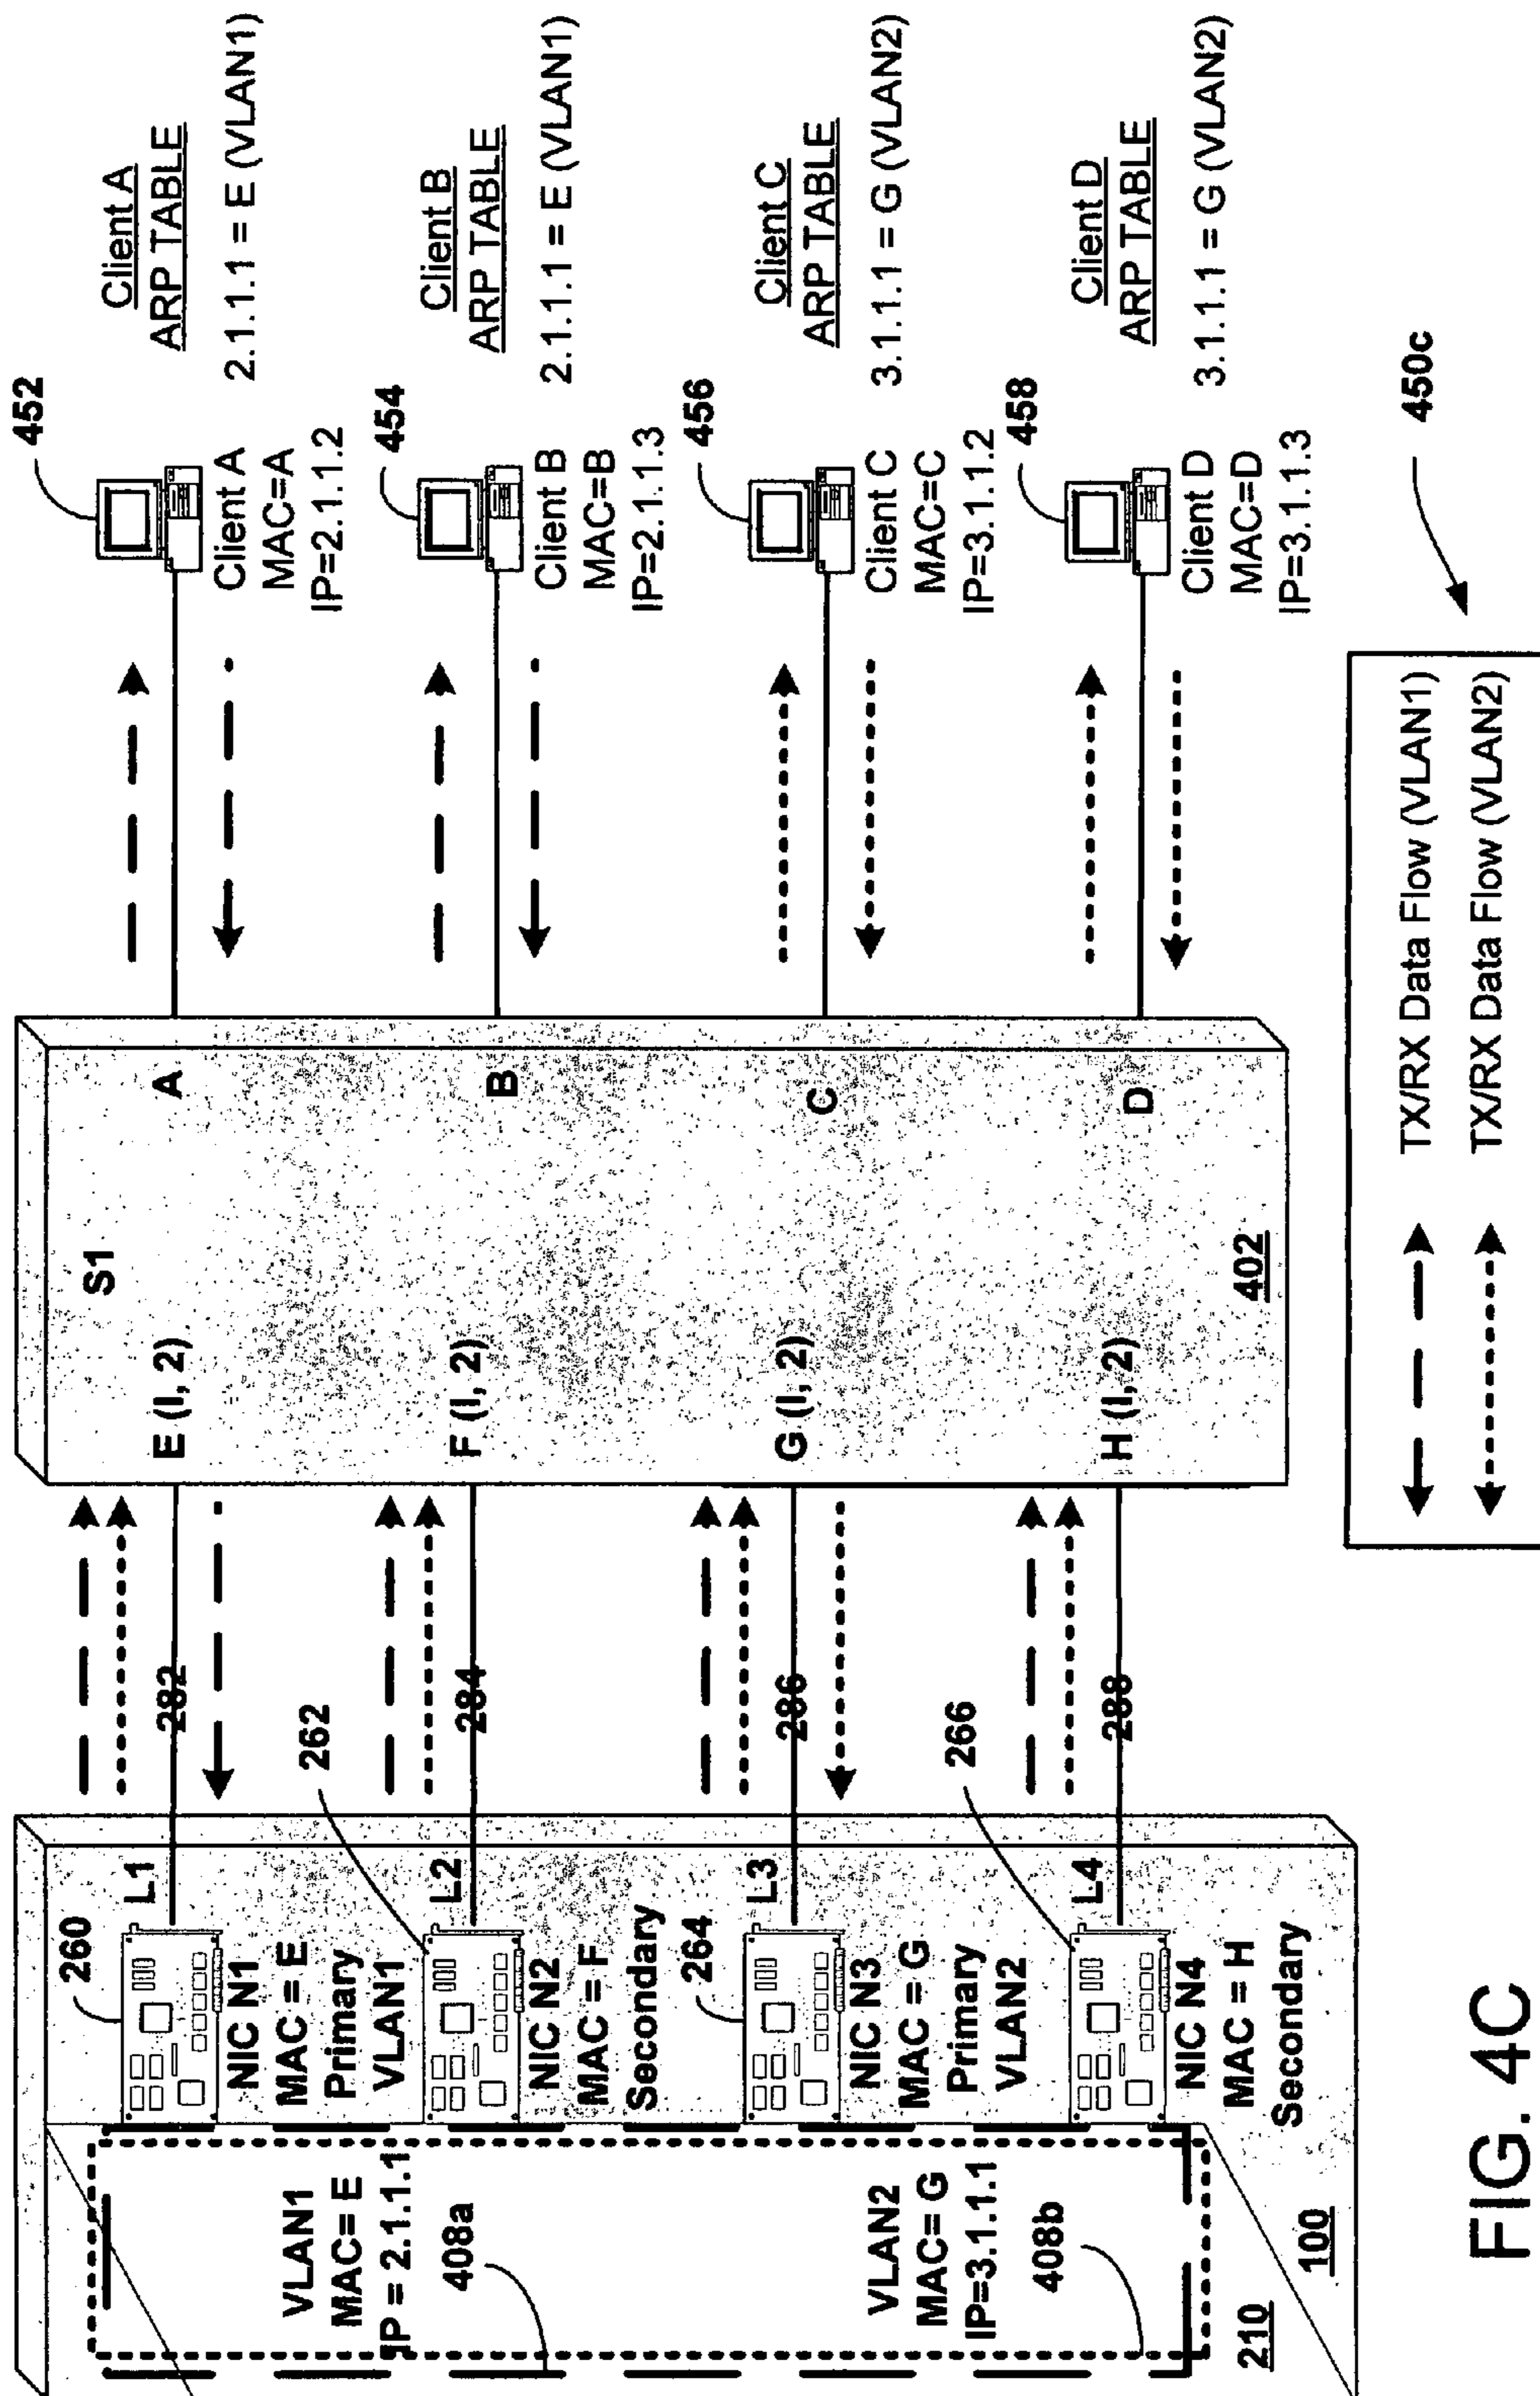 210
100
VLAN1
MAC= E
IP = 2.1.1.1
408a
VLAN2
MAC= G
IP=3.1.1.1
408b
260
L1
NIC N1
MAC = E
Primary
VLAN1
262
L2
NIC N2
MAC = F
Secondary
264
L3
NIC N3
MAC = G
Primary
VLAN2
266
L4
NIC N4
MAC = H
Secondary
282
284
286
288
S1
E (I, 2)
F (I, 2)
G (I, 2)
H (I,2)
A
B
C
D
402
452
Client A
MAC=A
IP=2.1.1.2
Client A
ARP TABLE
2.1.1.1 = E (VLAN1)
454
Client B
MAC=B
IP=2.1.1.3
Client B
ARP TABLE
2.1.1.1 = E (VLAN1)
456
Client C
MAC=C
IP=3.1.1.2
Client C
ARP TABLE
3.1.1.1 = G (VLAN2)
458
Client D
MAC=D
IP=3.1.1.3
Client D
ARP TABLE
3.1.1.1 = G (VLAN2)
450c
TX/RX Data Flow (VLAN1)
TX/RX Data Flow (VLAN2)
FIG. 4C